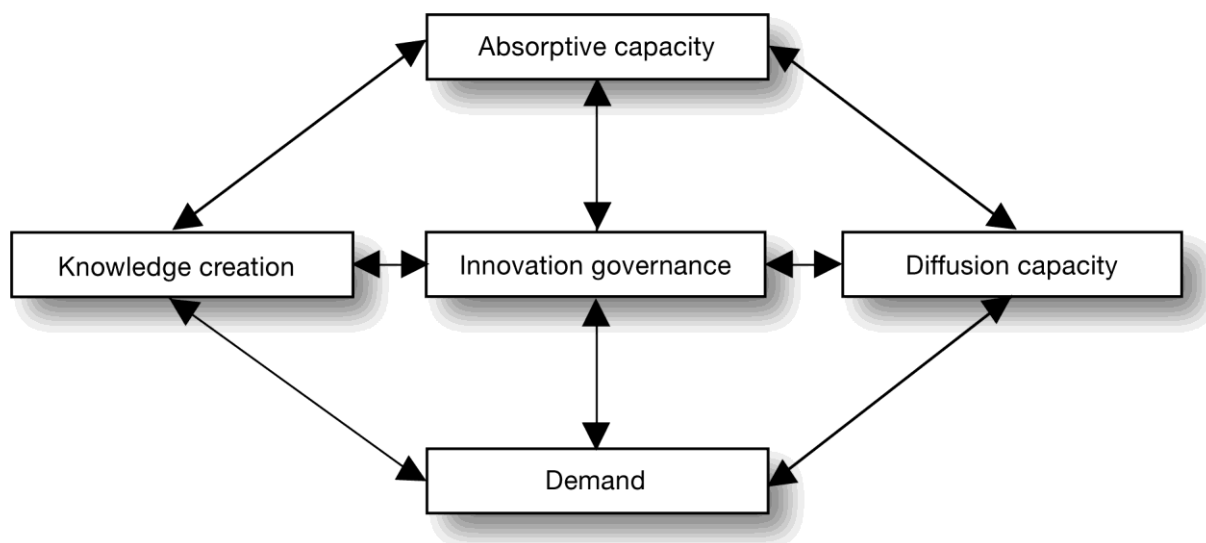 Absorptive capacity
Knowledge creation
Innovation governance
Diffusion capacity
Demand